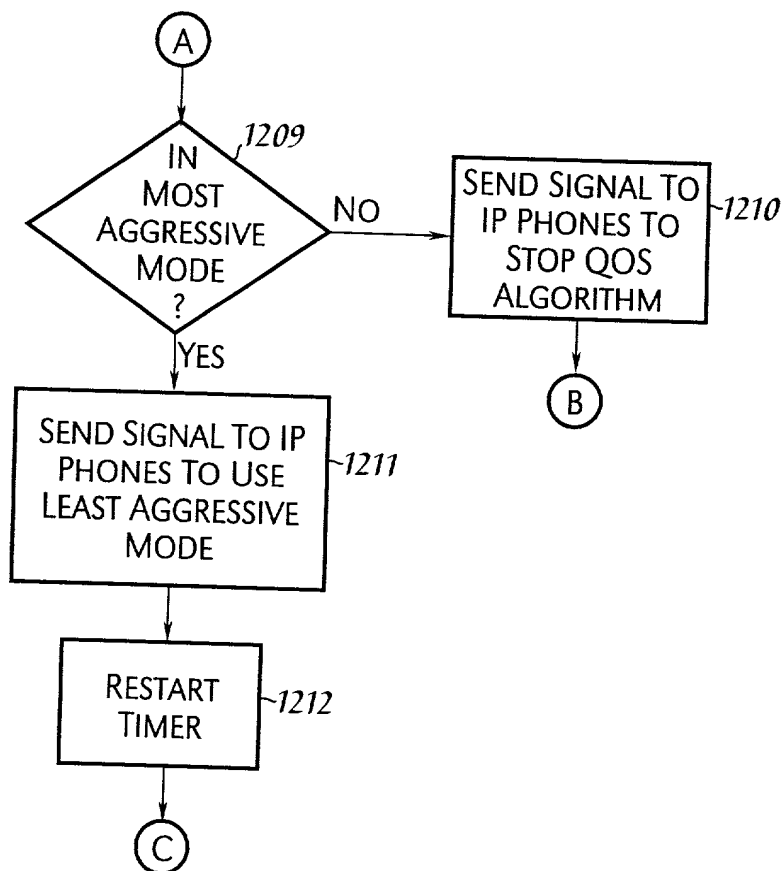 A
IN
MOST
AGGRESSIVE
MODE
?
1209
NO
SEND SIGNAL TO
IP PHONES TO
STOP QOS
ALGORITHM
1210
B
YES
SEND SIGNAL TO IP
PHONES TO USE
LEAST AGGRESSIVE
MODE
1211
RESTART
TIMER
1212
C